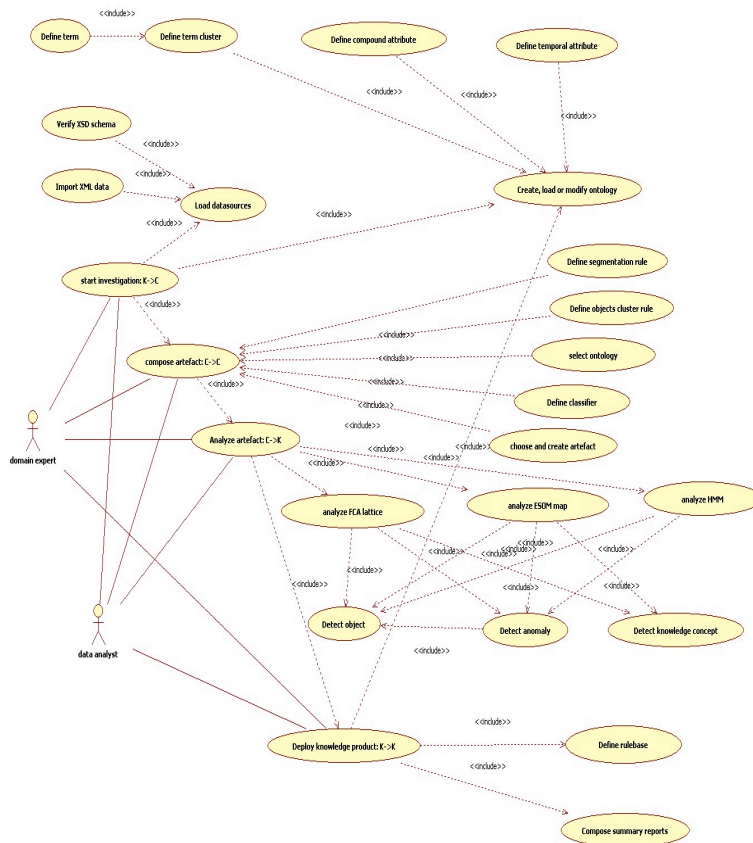 <<include>>
Define term
Define term cluster
Define compound attribute
Define temporal attribute
<<include>>
<<include>>
<<include>>
<<include>>
Verify XSD schema
<<include>>
Import XML data
<<include>>
Load datasources
Create, load or modify ontology
<<include>>
<<include>>
Define segmentation rule
start investigation: K->C
<<include>>
<<include>>
Define objects cluster rule
<<include>>
compose artefact: C->C
<<include>>
select ontology
<<include>>
<<include>>
Define classifier
<<include>>
domain expert
Analyze artefact: C->K
<<include>>
choose and create artefact
<<include>>
<<include>>
<<include>>
analyze FCA lattice
analyze ESOM map
analyze HMM
<<include>>
<<include>>
<<include>>
<<include>>
<<include>>
<<include>>
<<include>>
<<include>>
<<include>>
Detect object
Detect anomaly
Detect knowledge concept
<<include>>
data analyst
<<include>>
Deploy knowledge product: K->K
Define rulebase
<<include>>
Compose summary reports